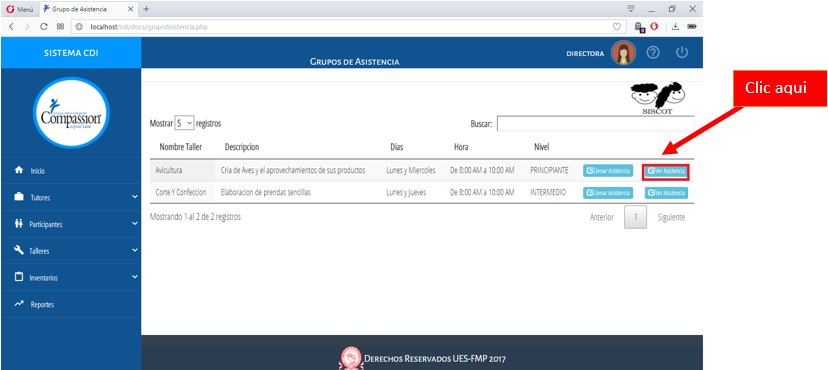 Menú
Grupo de Asistencia
localhost/cdi/docs/grupoAsistencia.php
SISTEMA CDI
GRUPOS DE ASISTENCIA
DIRECTORA
Clic aqui
Compassion
SISCOT
Mostrar 5 registros
Buscar:
Nombre Taller Descripcion Dias Hora Nivel
Avicultura Cria de Aves y el aprovechamientos de sus productos Lunes y Miercoles De 8:00 AM a 10:00 AM PRINCIPIANTE Llenar Asistencia Ver Asistencia
Corte Y Confeccion Elaboracion de prendas sencillas Lunes y Jueves De 8:00 AM a 10:00 AM INTERMEDIO Llenar Asistencia Ver Asistencia
Mostrando 1 al 2 de 2 registros
Anterior 1 Siguiente
Inicio
Tutores
Participantes
Talleres
Inventarios
Reportes
DERECHOS RESERVADOS UES-FMP 2017